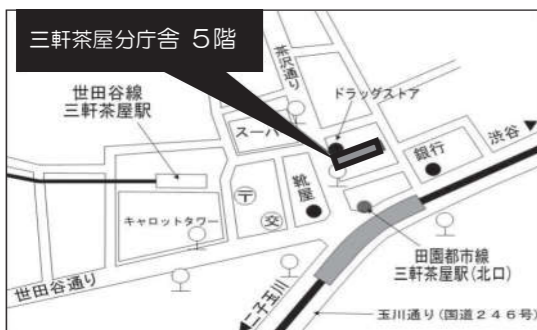 三軒茶屋分庁舎 5階
茶沢通り
ドラッグストア
世田谷線
三軒茶屋駅
スーパー
渋谷
銀行
靴屋
〒
交
キャロットタワー
田園都市線
三軒茶屋駅(北口)
世田谷通り
玉川通り(国道246号)